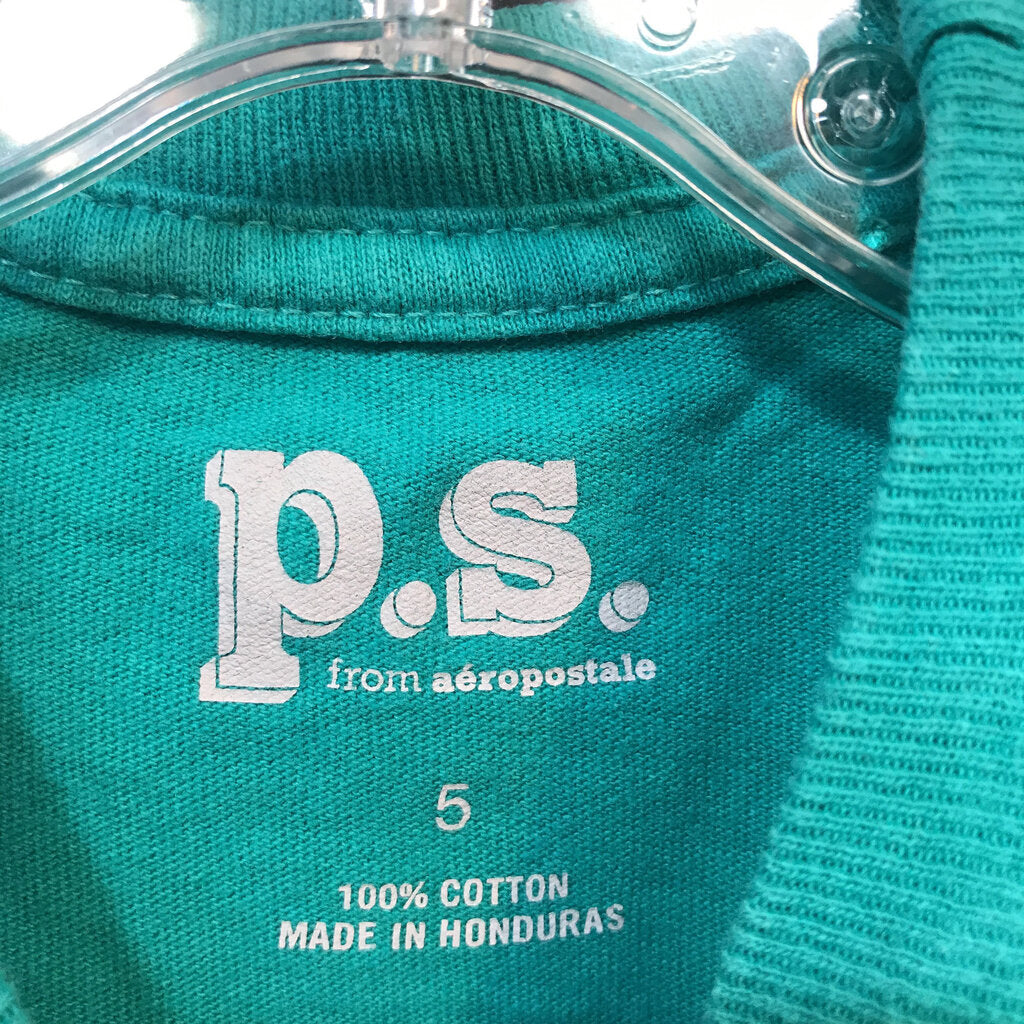 p.s.
from aéropostale
5
100% COTTON
MADE IN HONDURAS